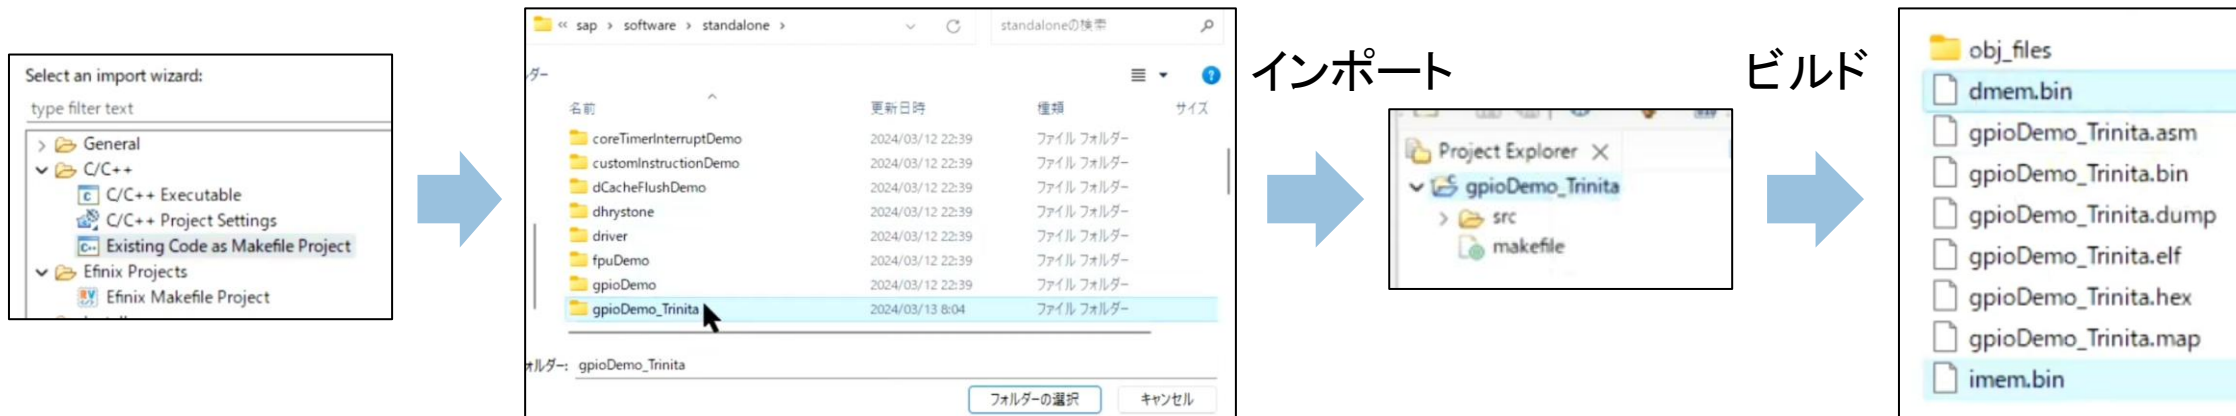 Select an import wizard:
type filter text
General
C/C++
C/C++ Executable
C/C++ Project Settings
Existing Code as Makefile Project
Efinix Projects
Efinix Makefile Project
« sap > software > standalone >
standaloneの検索
ダー
名前 更新日時 種類 サイズ
coreTimerInterruptDemo 2024/03/12 22:39 ファイル フォルダー
customInstructionDemo 2024/03/12 22:39 ファイル フォルダー
dCacheFlushDemo 2024/03/12 22:39 ファイル フォルダー
dhrystone 2024/03/12 22:39 ファイル フォルダー
driver 2024/03/12 22:39 ファイル フォルダー
fpuDemo 2024/03/12 22:39 ファイル フォルダー
gpioDemo 2024/03/12 22:39 ファイル フォルダー
gpioDemo_Trinita 2024/03/13 8:04 ファイル フォルダー
ォルダー: gpioDemo_Trinita
フォルダーの選択 キャンセル
インポート
Project Explorer
gpioDemo_Trinita
src
makefile
ビルド
obj_files
dmem.bin
gpioDemo_Trinita.asm
gpioDemo_Trinita.bin
gpioDemo_Trinita.dump
gpioDemo_Trinita.elf
gpioDemo_Trinita.hex
gpioDemo_Trinita.map
imem.bin